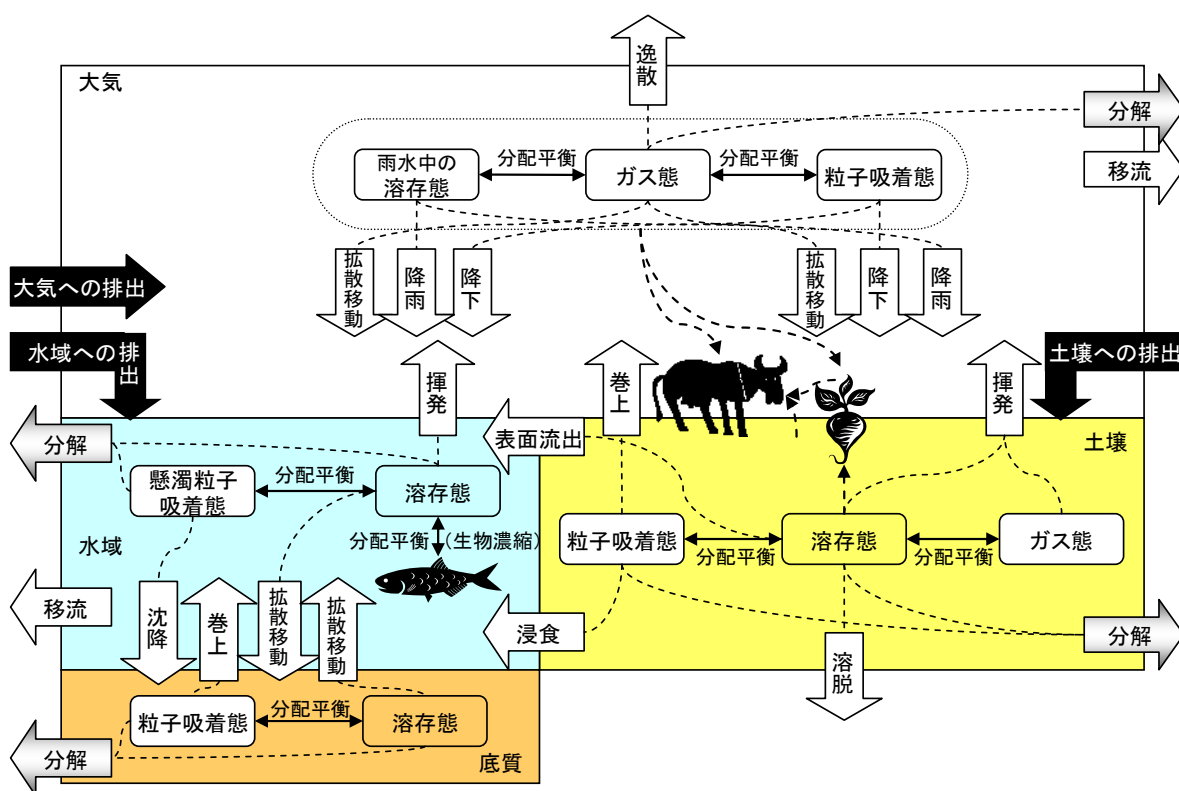 逸散
大気
分解
分配平衡
分配平衡
雨水中の
溶存態
ガス態
粒子吸着態
移流
拡散移動
降雨
降下
拡散移動
降下
降雨
大気への排出
水域への排出
土壌への排出
揮発
巻上
揮発
分解
表面流出
土壌
懸濁粒子
吸着態
分配平衡
溶存態
水域
分配平衡
(生物濃縮)
粒子吸着態
分配平衡
溶存態
分配平衡
ガス態
移流
沈降
巻上
拡散移動
拡散移動
浸食
分解
溶脱
粒子吸着態
分配平衡
溶存態
分解
底質